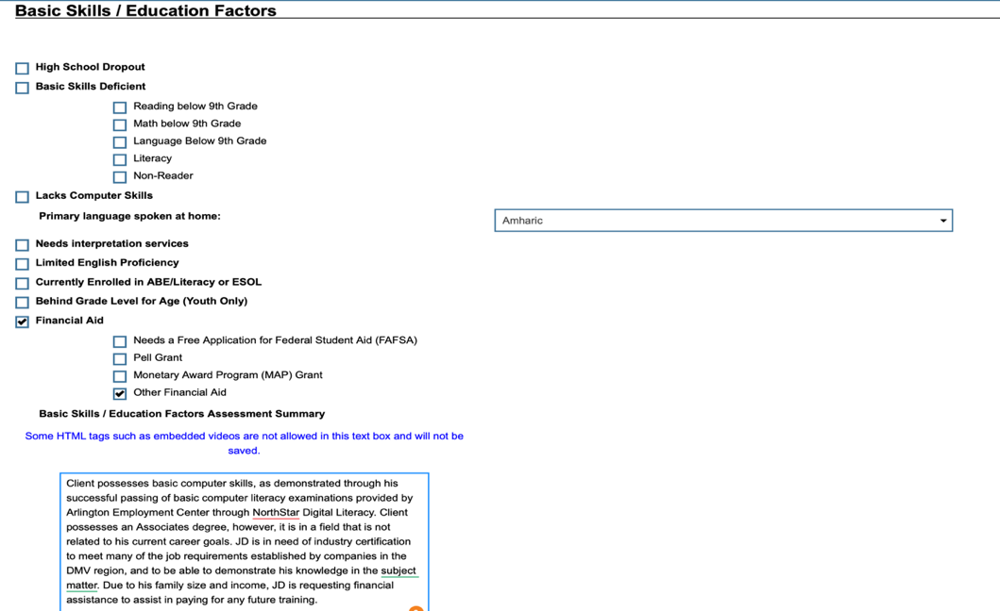 Basic Skills / Education Factors
High School Dropout
Basic Skills Deficient
Reading below 9th Grade
Math below 9th Grade
Language Below 9th Grade
Literacy
Non-Reader
Lacks Computer Skills
Primary language spoken at home:
Amharic
Needs interpretation services
Limited English Proficiency
Currently Enrolled in ABE/Literacy or ESOL
Behind Grade Level for Age (Youth Only)
Financial Aid
Needs a Free Application for Federal Student Aid (FAFSA)
Pell Grant
Monetary Award Program (MAP) Grant
Other Financial Aid
Basic Skills / Education Factors Assessment Summary
Some HTML tags such as embedded videos are not allowed in this text box and will not be
saved.
Client possesses basic computer skills, as demonstrated through his
successful passing of basic computer literacy examinations provided by
Arlington Employment Center through NorthStar Digital Literacy. Client
possesses an Associates degree, however, it is in a field that is not
related to his current career goals. JD is in need of industry certification
to meet many of the job requirements established by companies in the
DMV region, and to be able to demonstrate his knowledge in the subject
matter. Due to his family size and income, JD is requesting financial
assistance to assist in paying for any future training.